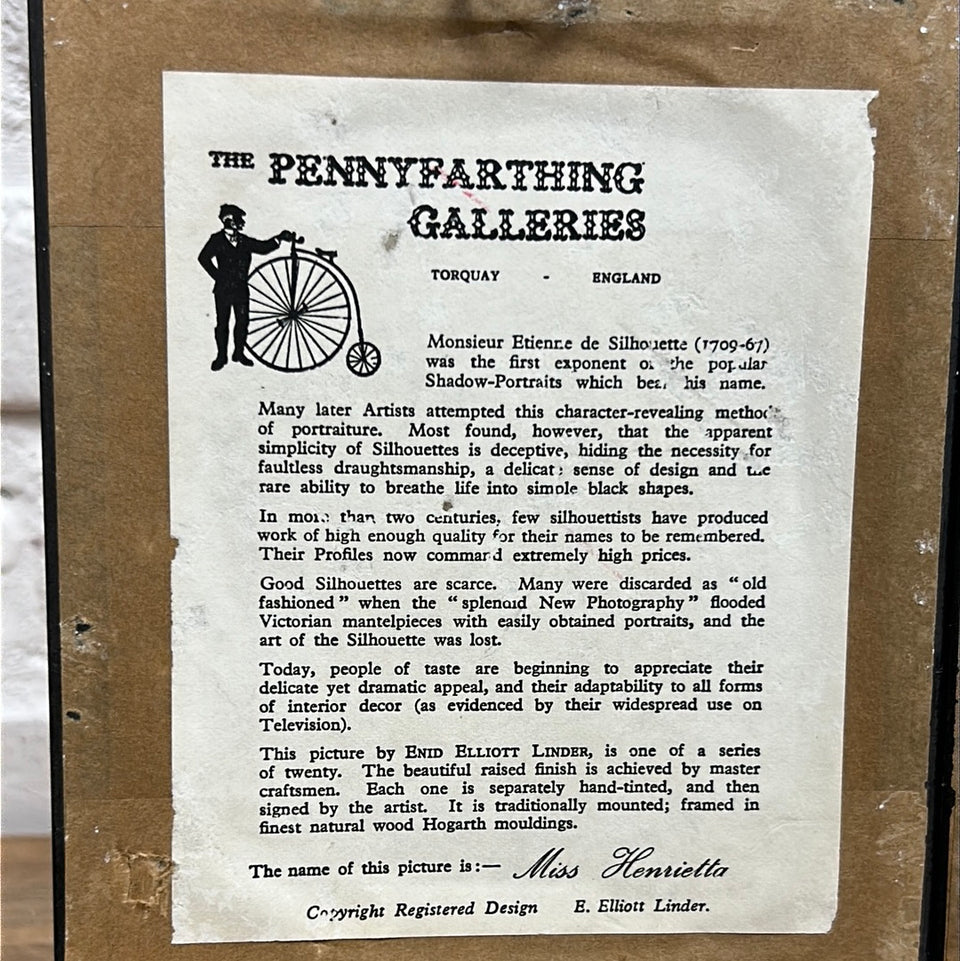 THE PENNYFARTHING
GALLERIES
TORQUAY - ENGLAND
Monsieur Etienne de Silhouette (1709-67)
was the first exponent of the popular
Shadow-Portraits which bear his name.
Many later Artists attempted this character-revealing method
of portraiture. Most found, however, that the apparent
simplicity of Silhouettes is deceptive, hiding the necessity for
faultless draughtsmanship, a delicate sense of design and the
rare ability to breathe life into simple black shapes.
In more than two centuries, few silhouettists have produced
work of high enough quality for their names to be remembered.
Their Profiles now command extremely high prices.
Good Silhouettes are scarce. Many were discarded as “old
fashioned” when the “splendid New Photography” flooded
Victorian mantelpieces with easily obtained portraits, and the
art of the Silhouette was lost.
Today, people of taste are beginning to appreciate their
delicate yet dramatic appeal, and their adaptability to all forms
of interior decor (as evidenced by their widespread use on
Television).
This picture by ENID ELLIOTT LINDER, is one of a series
of twenty. The beautiful raised finish is achieved by master
craftsmen. Each one is separately hand-tinted, and then
signed by the artist. It is traditionally mounted; framed in
finest natural wood Hogarth mouldings.
The name of this picture is:— Miss Henrietta
Copyright Registered Design E. Elliott Linder.